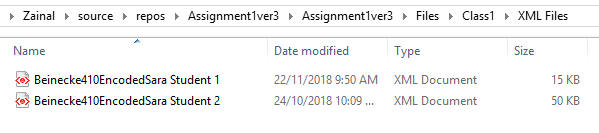 Zainal > source > repos > Assignment1ver3 > Assignment1ver3 > Files > Class1 > XML Files
Name Date modified Type Size
Beinecke410EncodedSara Student 1 22/11/2018 9:50 AM XML Document 15 KB
Beinecke410EncodedSara Student 2 24/10/2018 10:09 ... XML Document 50 KB